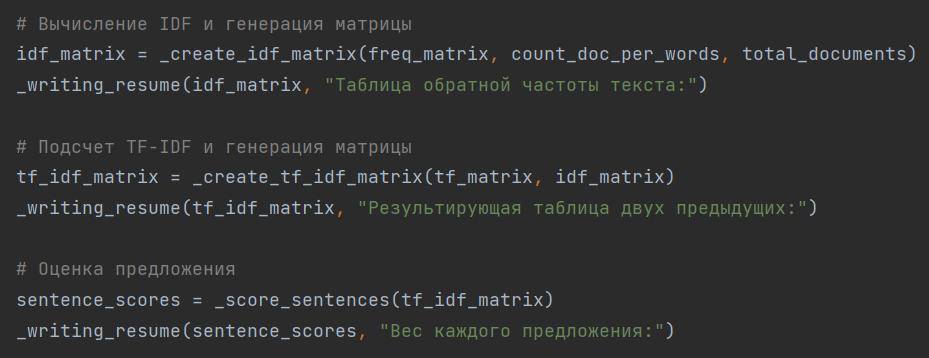 # Вычисление IDF и генерация матрицы
idf_matrix = _create_idf_matrix(freq_matrix, count_doc_per_words, total_documents)
_writing_resume(idf_matrix, "Таблица обратной частоты текста:")
# Подсчет TF-IDF и генерация матрицы
tf_idf_matrix = _create_tf_idf_matrix(tf_matrix, idf_matrix)
_writing_resume(tf_idf_matrix, "Результирующая таблица двух предыдущих:")
# Оценка предложения
sentence_scores = _score_sentences(tf_idf_matrix)
_writing_resume(sentence_scores, "Вес каждого предложения:")